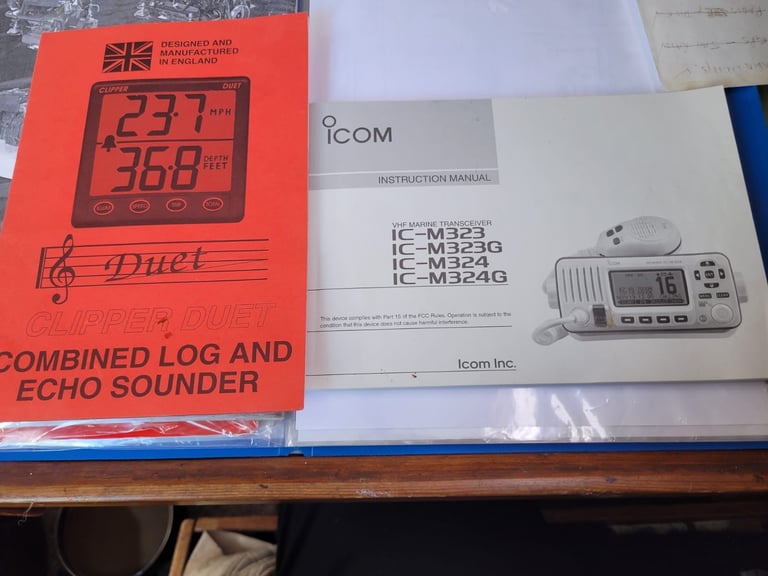 DESIGNED AND
MANUFACTURED
IN ENGLAND
CLIPPER DUET
23.7 MPH
36.8 DEPTH
FEET
Duet
CLIPPER DUET
COMBINED LOG AND
ECHO SOUNDER
ICOM
INSTRUCTION MANUAL
VHF MARINE TRANSCEIVER
IC-M323
IC-M323G
IC-M324
IC-M324G
This device complies with Part 15 of the FCC Rules. Operation is subject to the
condition that this device does not cause harmful interference.
Icom Inc.
ICOM
16